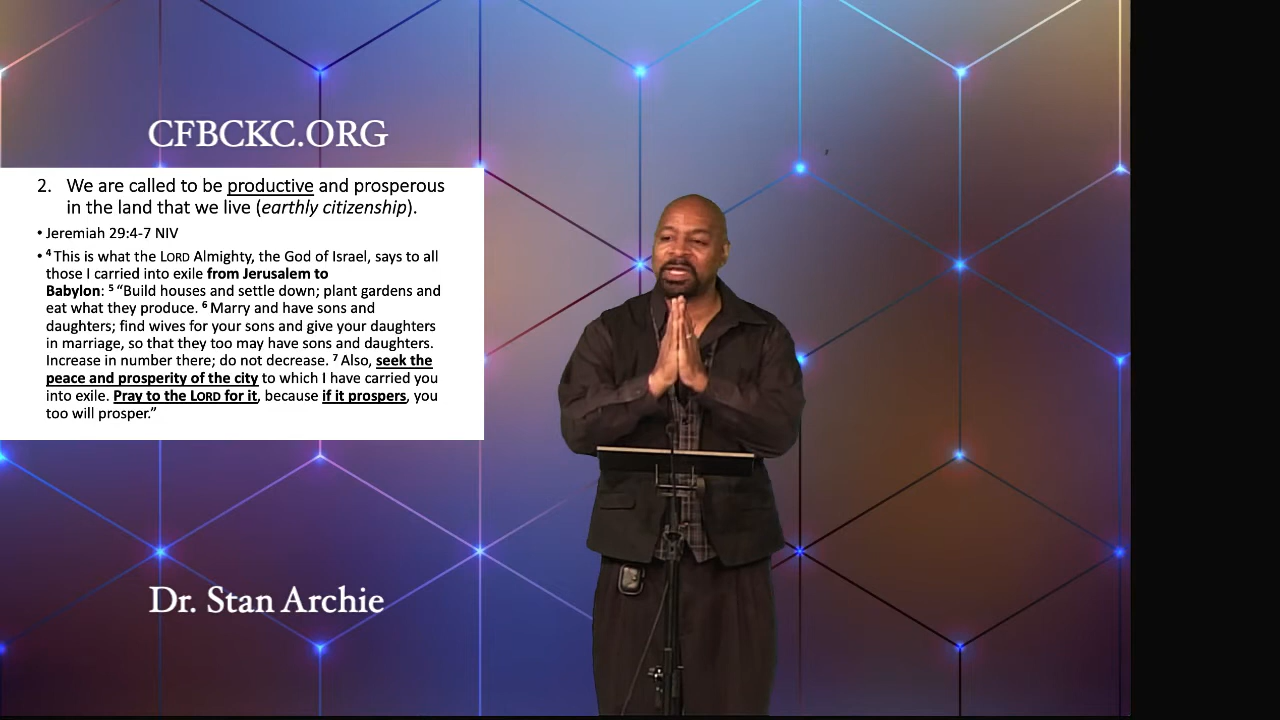 CFBCKC.ORG
2. We are called to be productive and prosperous
in the land that we live (earthly citizenship).
• Jeremiah 29:4-7 NIV
• 4 This is what the LORD Almighty, the God of Israel, says to all
those I carried into exile from Jerusalem to
Babylon: 5 “Build houses and settle down; plant gardens and
eat what they produce. 6 Marry and have sons and
daughters; find wives for your sons and give your daughters
in marriage, so that they too may have sons and daughters.
Increase in number there; do not decrease. 7 Also, seek the
peace and prosperity of the city to which I have carried you
into exile. Pray to the LORD for it, because if it prospers, you
too will prosper.”
Dr. Stan Archie